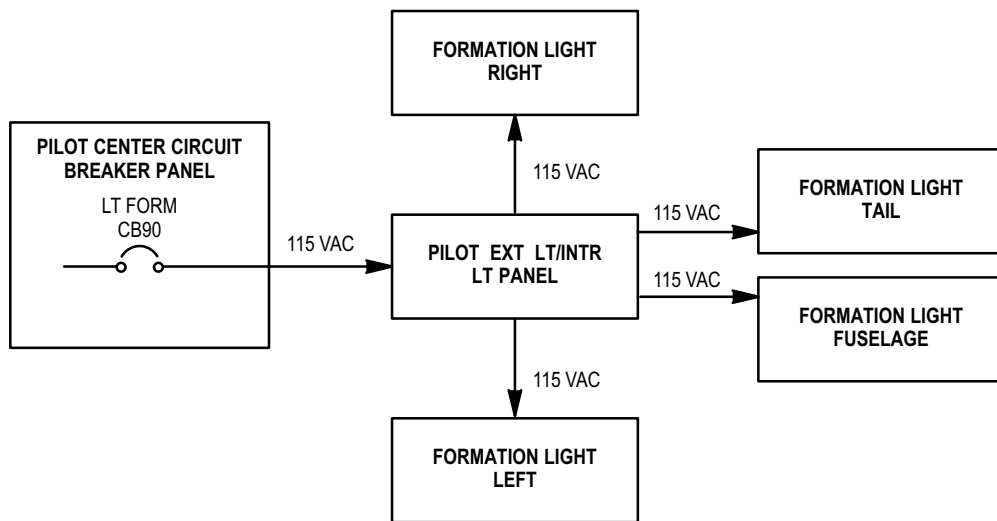 FORMATION LIGHT
RIGHT
PILOT CENTER CIRCUIT
BREAKER PANEL
LT FORM
CB90
115 VAC
115 VAC
PILOT EXT LT/INTR
LT PANEL
115 VAC
FORMATION LIGHT
TAIL
115 VAC
FORMATION LIGHT
FUSELAGE
115 VAC
FORMATION LIGHT
LEFT